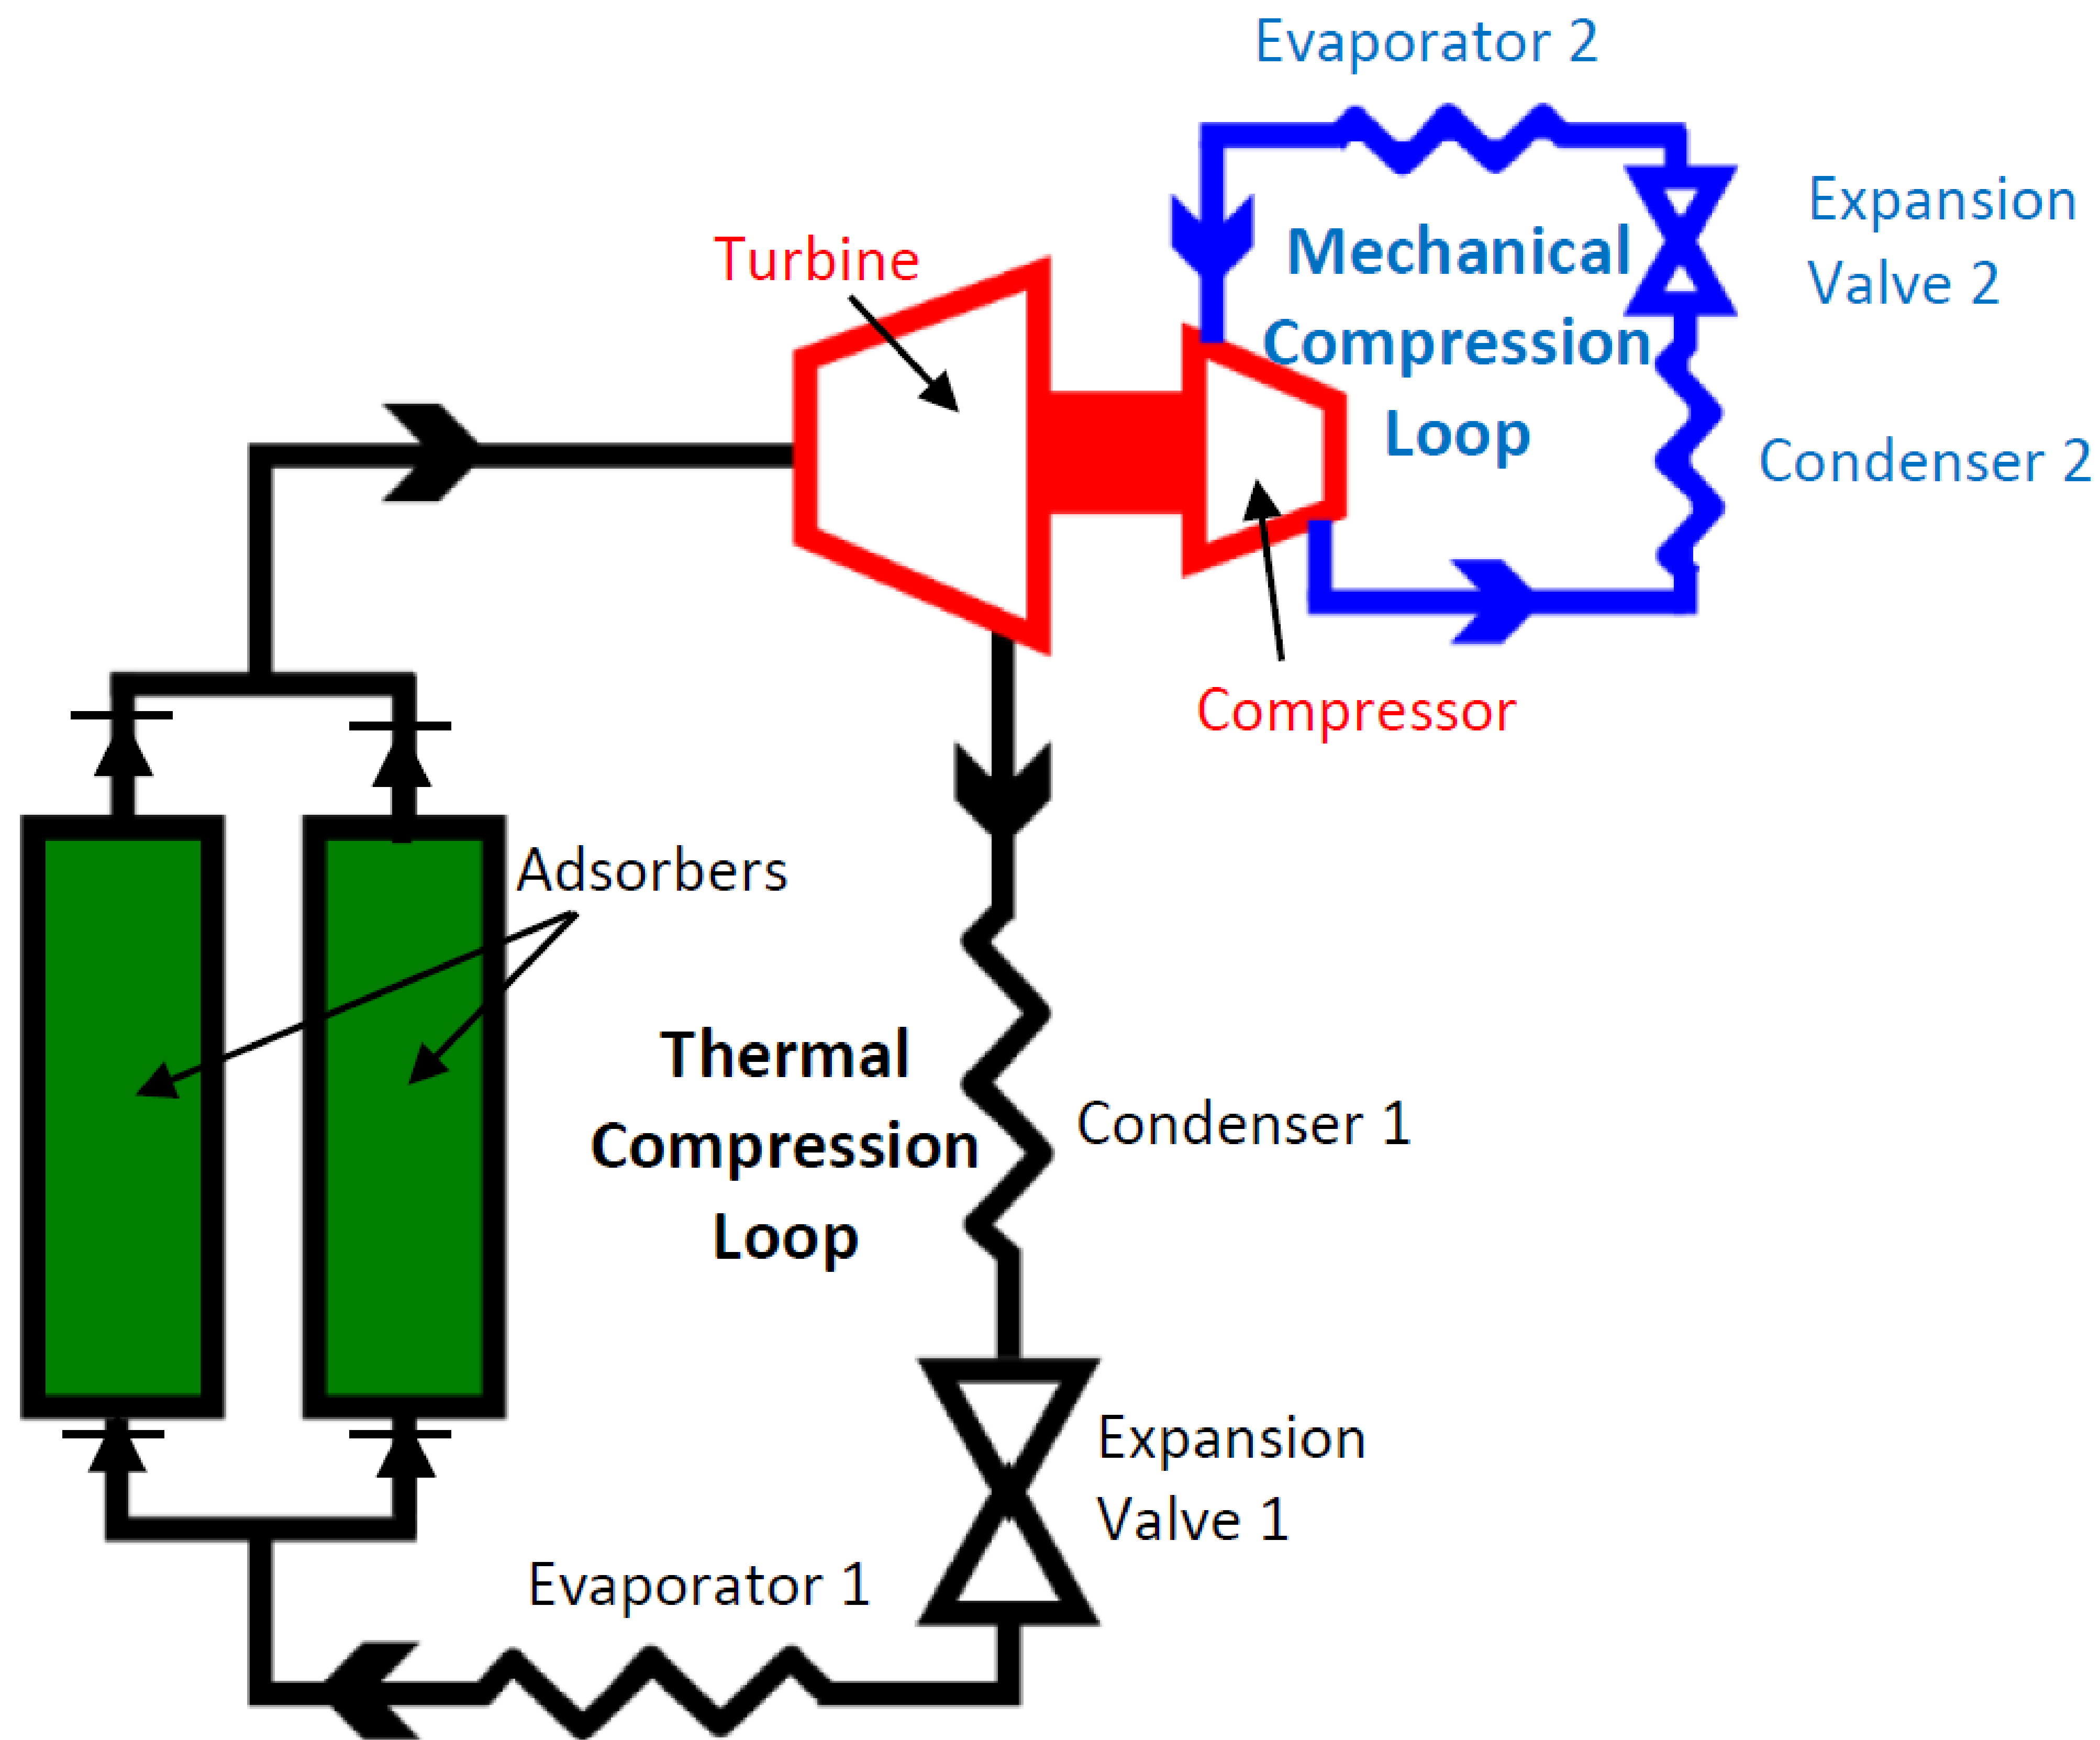 Evaporator 2
Expansion
Valve 2
Mechanical
Compression
Loop
Turbine
Condenser 2
Compressor
Adsorbers
Thermal
Compression
Loop
Condenser 1
Expansion
Valve 1
Evaporator 1